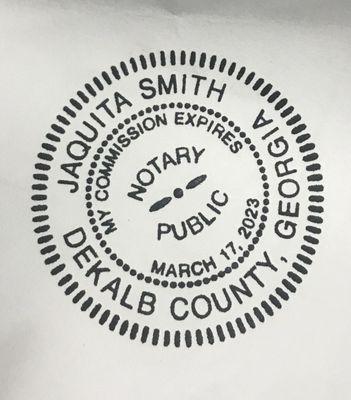 JAQUITA SMITH
DEKALB COUNTY, GEORGIA
MY COMMISSION EXPIRES
MARCH 17, 2023
NOTARY
PUBLIC